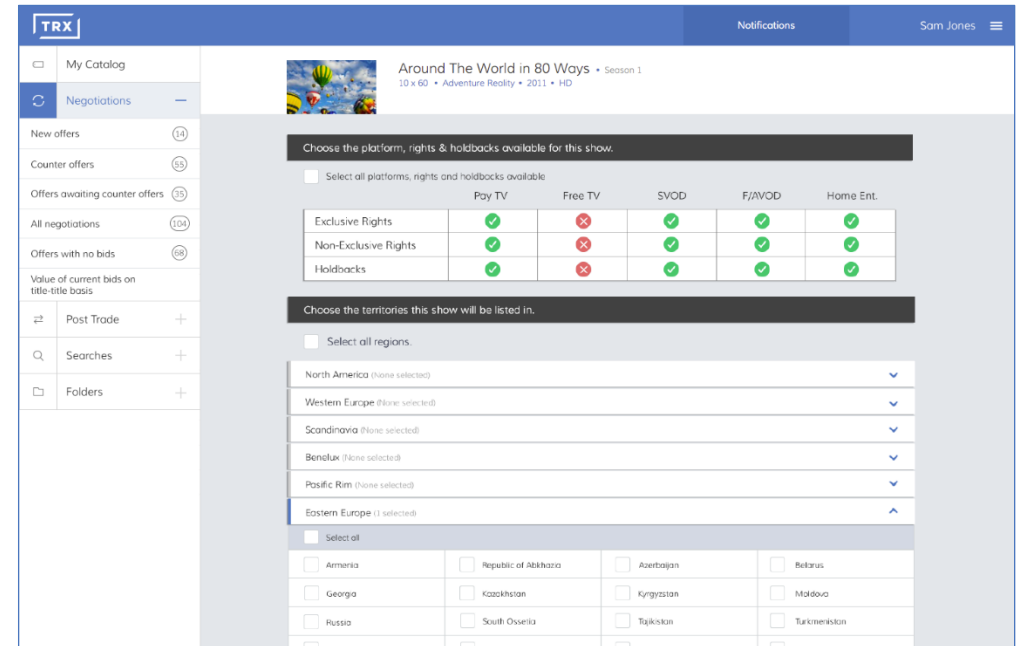 TRX
Notifications
Sam Jones
My Catalog
Negotiations
New offers 14
Counter offers 55
Offers awaiting counter offers 35
All negotiations 104
Offers with no bids 68
Value of current bids on
title-title basis
Post Trade
Searches
Folders
Around The World in 80 Ways • Season 1
10 x 60 • Adventure Reality • 2011 • HD
Choose the platform, rights & holdbacks available for this show.
Select all platforms, rights and holdbacks available
Pay TV Free TV SVOD F/AVOD Home Ent.
Exclusive Rights
Non-Exclusive Rights
Holdbacks
Choose the territories this show will be listed in.
Select all regions.
North America (None selected)
Western Europe (None selected)
Scandinavia (None selected)
Benelux (None selected)
Pasific Rim (None selected)
Eastern Europe (1 selected)
Select all
Armenia Republic of Abkhazia Azerbaijan Belarus
Georgia Kazakhstan Kyrgyzstan Moldova
Russia South Ossetia Tajikistan Turkmenistan